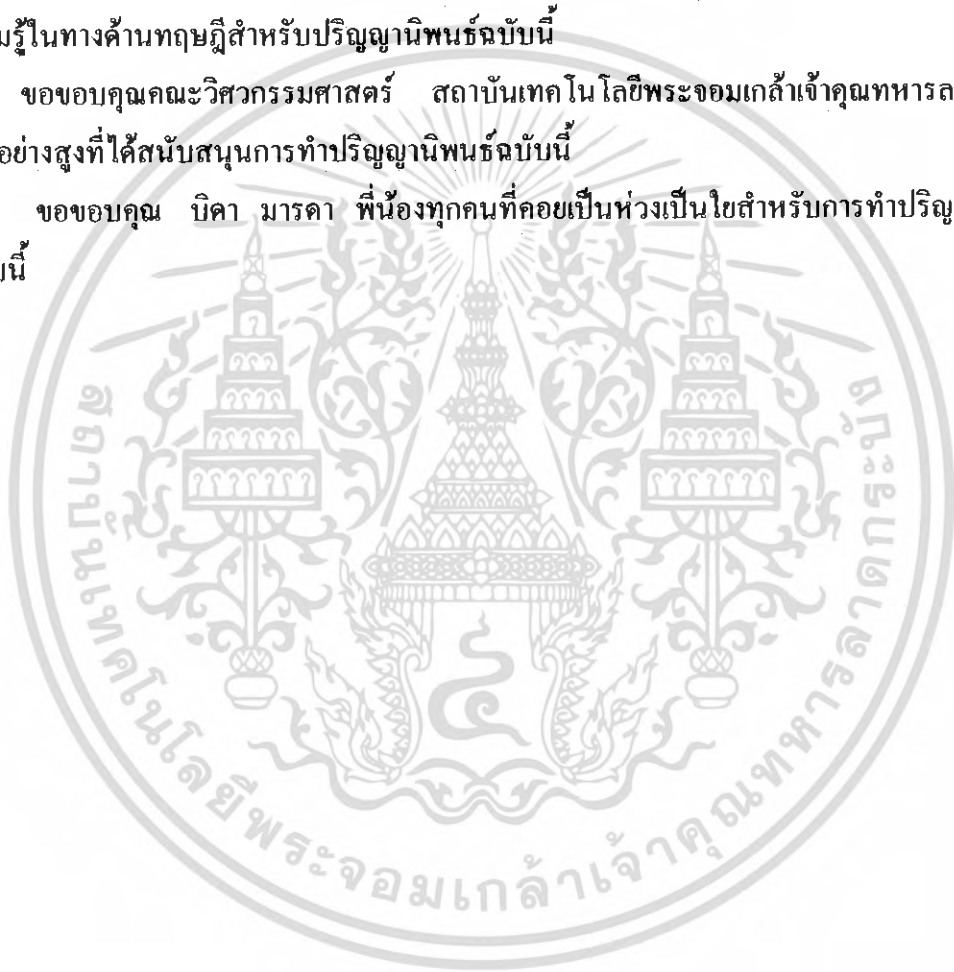 มรู้ในทางด้านทฤษฎีสำหรับปริญญานิพนธ์ฉบับนี้
ขอขอบคุณคณะวิศวกรรมศาสตร์ สถาบันเทคโนโลยีพระจอมเกล้าเจ้าคุณทหารล
อย่างสูงที่ได้สนับสนุนการทำปริญญานิพนธ์ฉบับนี้
ขอขอบคุณ บิดา มารดา พี่น้องทุกคนที่คอยเป็นห่วงเป็นใยสำหรับการทำปริญ
บนี้
สถาบันเทคโนโลยีพระจอมเกล้าเจ้าคุณทหารลาดกระบัง
๔